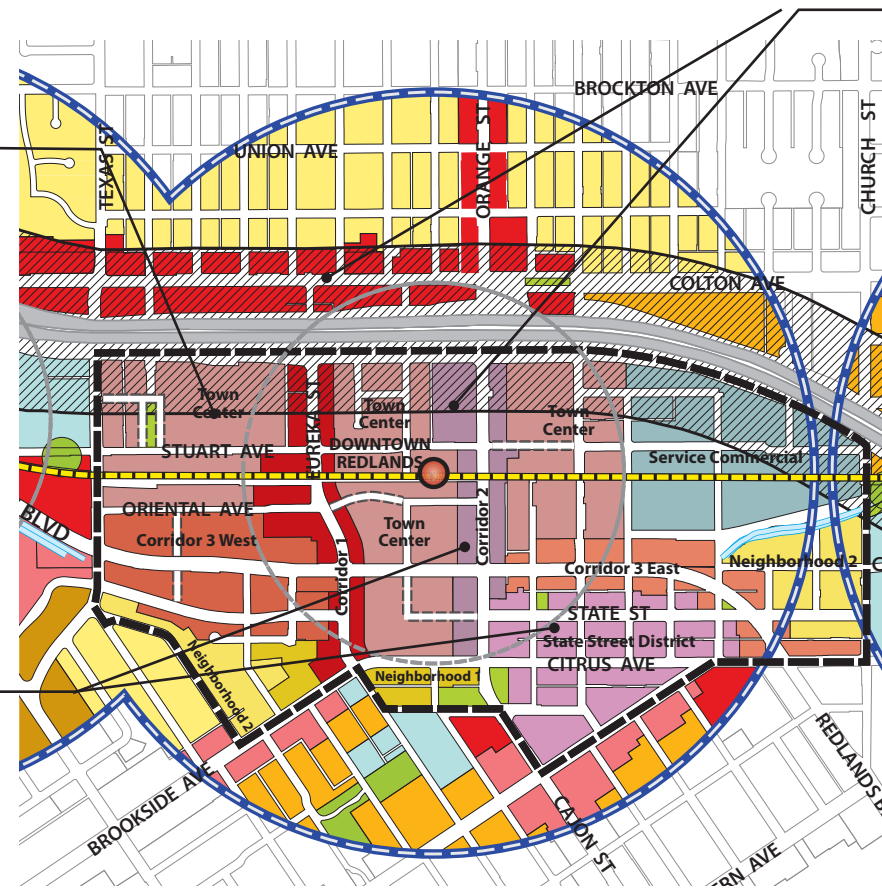 BROCKTON AVE
UNION AVE
TEXAS ST
ORANGE ST
CHURCH ST
COLTON AVE
Town
Center
EUREKA ST
Town
Center
Town
Center
STUART AVE
DOWNTOWN
REDLANDS
Service Commercial
ORIENTAL AVE
BLVD
Corridor 3 West
Town
Center
Corridor 2
Corridor 1
Corridor 3 East
Neighborhood 2
C
STATE ST
State Street District
CITRUS AVE
Neighborhood 2
Neighborhood 1
BROOKSIDE AVE
CAJON ST
REDLANDS B
ERN AVE